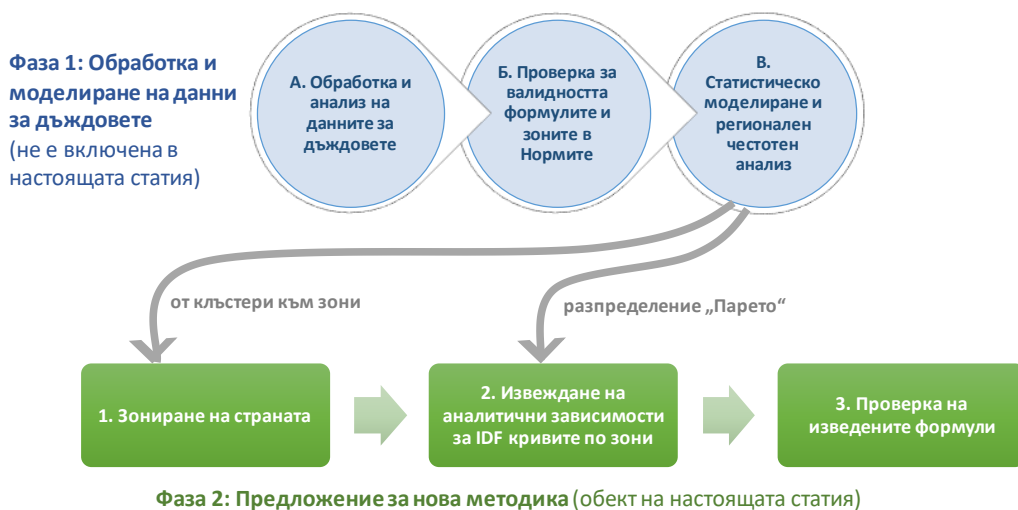 Фаза 1: Обработка и
моделиране на данни
за дъждовете
(не е включена в
настоящата статия)
А. Обработка и
анализ на
данните за
дъждовете
Б. Проверка за
валидността
формулите и
зоните в
Нормите
В.
Статистическо
моделиране и
регионален
честотен
анализ
от клъстери към зони
разпределение „Парето“
1. Зониране на страната
2. Извеждане на
аналитични зависимости
за IDF кривите по зони
3. Проверка на
изведените формули
Фаза 2: Предложение за нова методика (обект на настоящата статия)